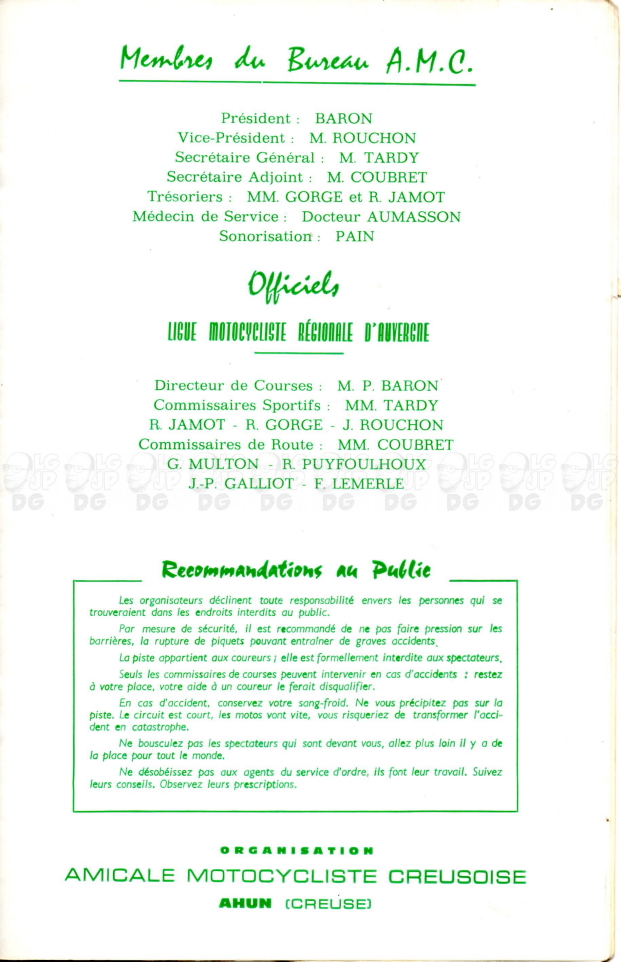 Membres du Bureau A.M.C.
Président : BARON
Vice-Président : M. ROUCHON
Secrétaire Général : M. TARDY
Secrétaire Adjoint : M. COUBRET
Trésoriers : MM. GORGE et R. JAMOT
Médecin de Service : Docteur AUMASSON
Sonorisation : PAIN
Officiels
LIGUE MOTOCYCLISTE RÉGIONALE D'AUVERGNE
Directeur de Courses : M. P. BARON
Commissaires Sportifs : MM. TARDY
R. JAMOT - R. GORGE - J. ROUCHON
Commissaires de Route : MM. COUBRET
G. MULTON - R. PUYFOULHOUX
J.-P. GALLIOT - F. LEMERLE
Recommandations au Public
Les organisateurs déclinent toute responsabilité envers les personnes qui se
trouveraient dans les endroits interdits au public.
Par mesure de sécurité, il est recommandé de ne pas faire pression sur les
barrières, la rupture de piquets pouvant entraîner de graves accidents.
La piste appartient aux coureurs ; elle est formellement interdite aux spectateurs.
Seuls les commissaires de courses peuvent intervenir en cas d'accidents : restez
à votre place, votre aide à un coureur le ferait disqualifier.
En cas d'accident, conservez votre sang-froid. Ne vous précipitez pas sur la
piste. Le circuit est court, les motos vont vite, vous risqueriez de transformer l'acci-
dent en catastrophe.
Ne bousculez pas les spectateurs qui sont devant vous, allez plus loin il y a de
la place pour tout le monde.
Ne désobéissez pas aux agents du service d'ordre, ils font leur travail. Suivez
leurs conseils. Observez leurs prescriptions.
ORGANISATION
AMICALE MOTOCYCLISTE CREUSOISE
AHUN (CREUSE)